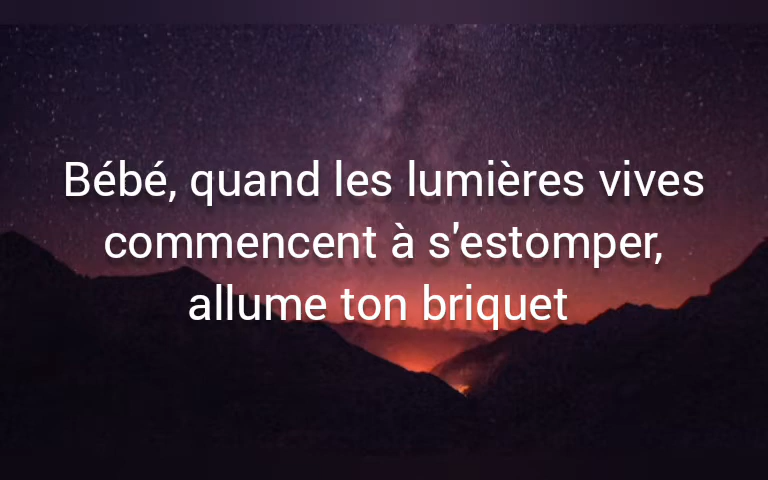 Bébé, quand les lumières vives
commencent à s'estomper,
allume ton briquet